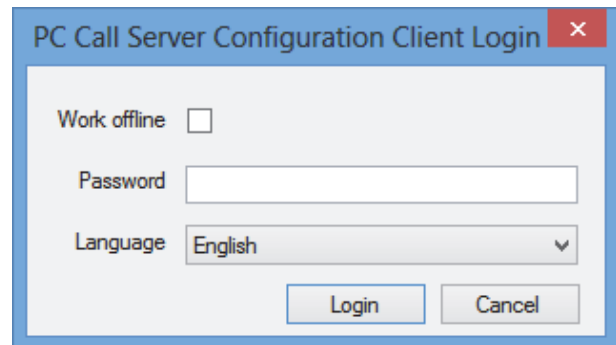 PC Call Server Configuration Client Login
Work offline
Password
Language English
Login Cancel